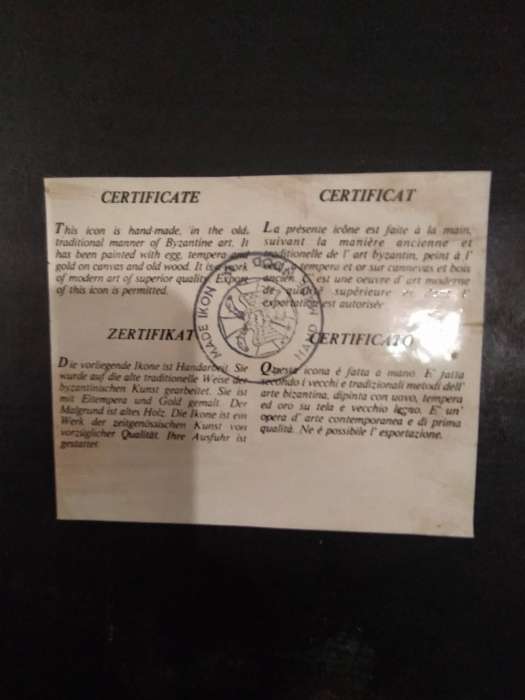 CERTIFICATE
This icon is hand-made, in the old,
traditional manner of Byzantine art. It
has been painted with egg, tempera and
gold on canvas and old wood. It is a work
of modern art of superior quality. Export
of this icon is permitted.
CERTIFICAT
La présente icône est faite à la main,
suivant la manière ancienne et
traditionelle de l' art byzantin, peint à l'
tempera et or sur cannevas et bois
ancien. C' est une oeuvre d' art moderne
de qualité supérieure
exportation est autorisée
ZERTIFIKAT
Die vorliegende Ikone ist Handarbeit. Sie
wurde auf die alte traditionelle Weise der
byzantinischen Kunst gearbeitet. Sie ist
mit Eitempera und Gold gemalt. Der
Malgrund ist altes Holz. Die Ikone ist ein
Werk der zeitgenössischen Kunst von
vorzüglicher Qualität. Ihre Ausfuhr ist
gestattet
CERTIFICATO
Questa icona é fatta a mano. E' fatta
secondo i vecchi e tradizionali metodi dell'
arte bizantina, dipinta con uovo, tempera
ed oro su tela e vecchio legno. E' un'
opera d' arte contemporanea e di prima
qualità. Ne é possibile l' esportazione.
MADE IKON
HAND